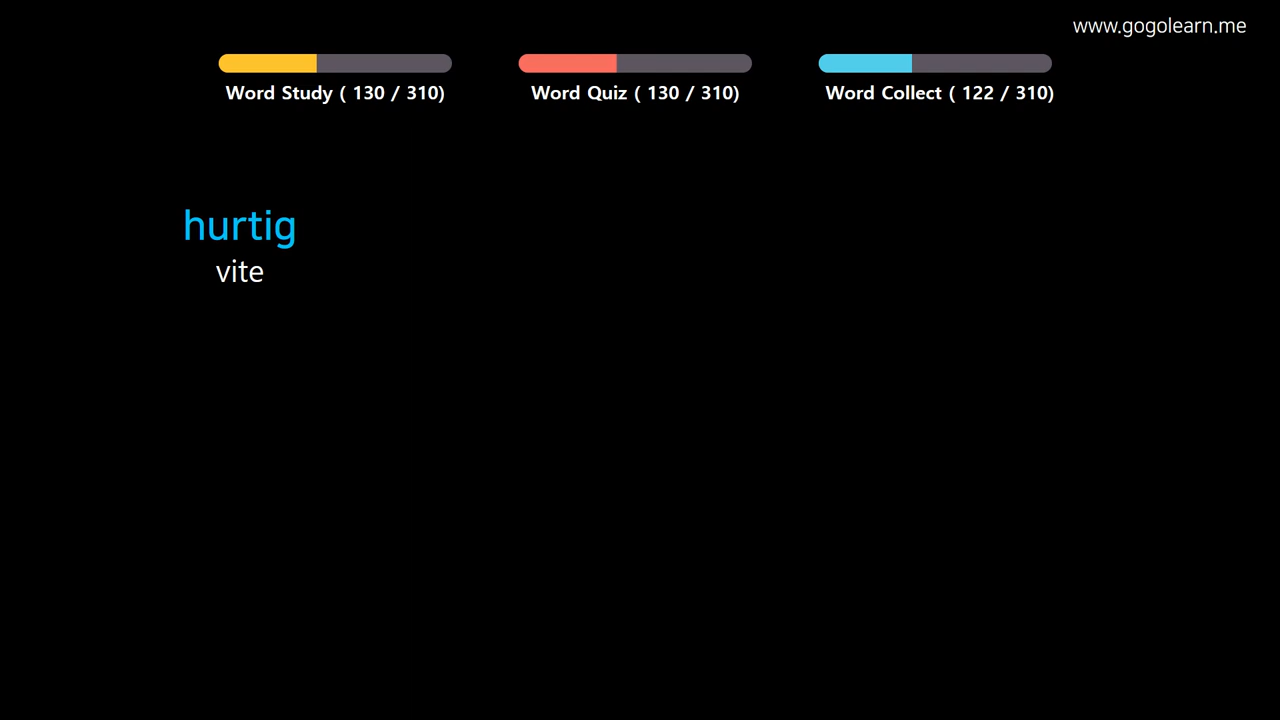 www.gogolearn.me
Word Study ( 130 / 310)
Word Quiz ( 130 / 310)
Word Collect ( 122 / 310)
hurtig
vite